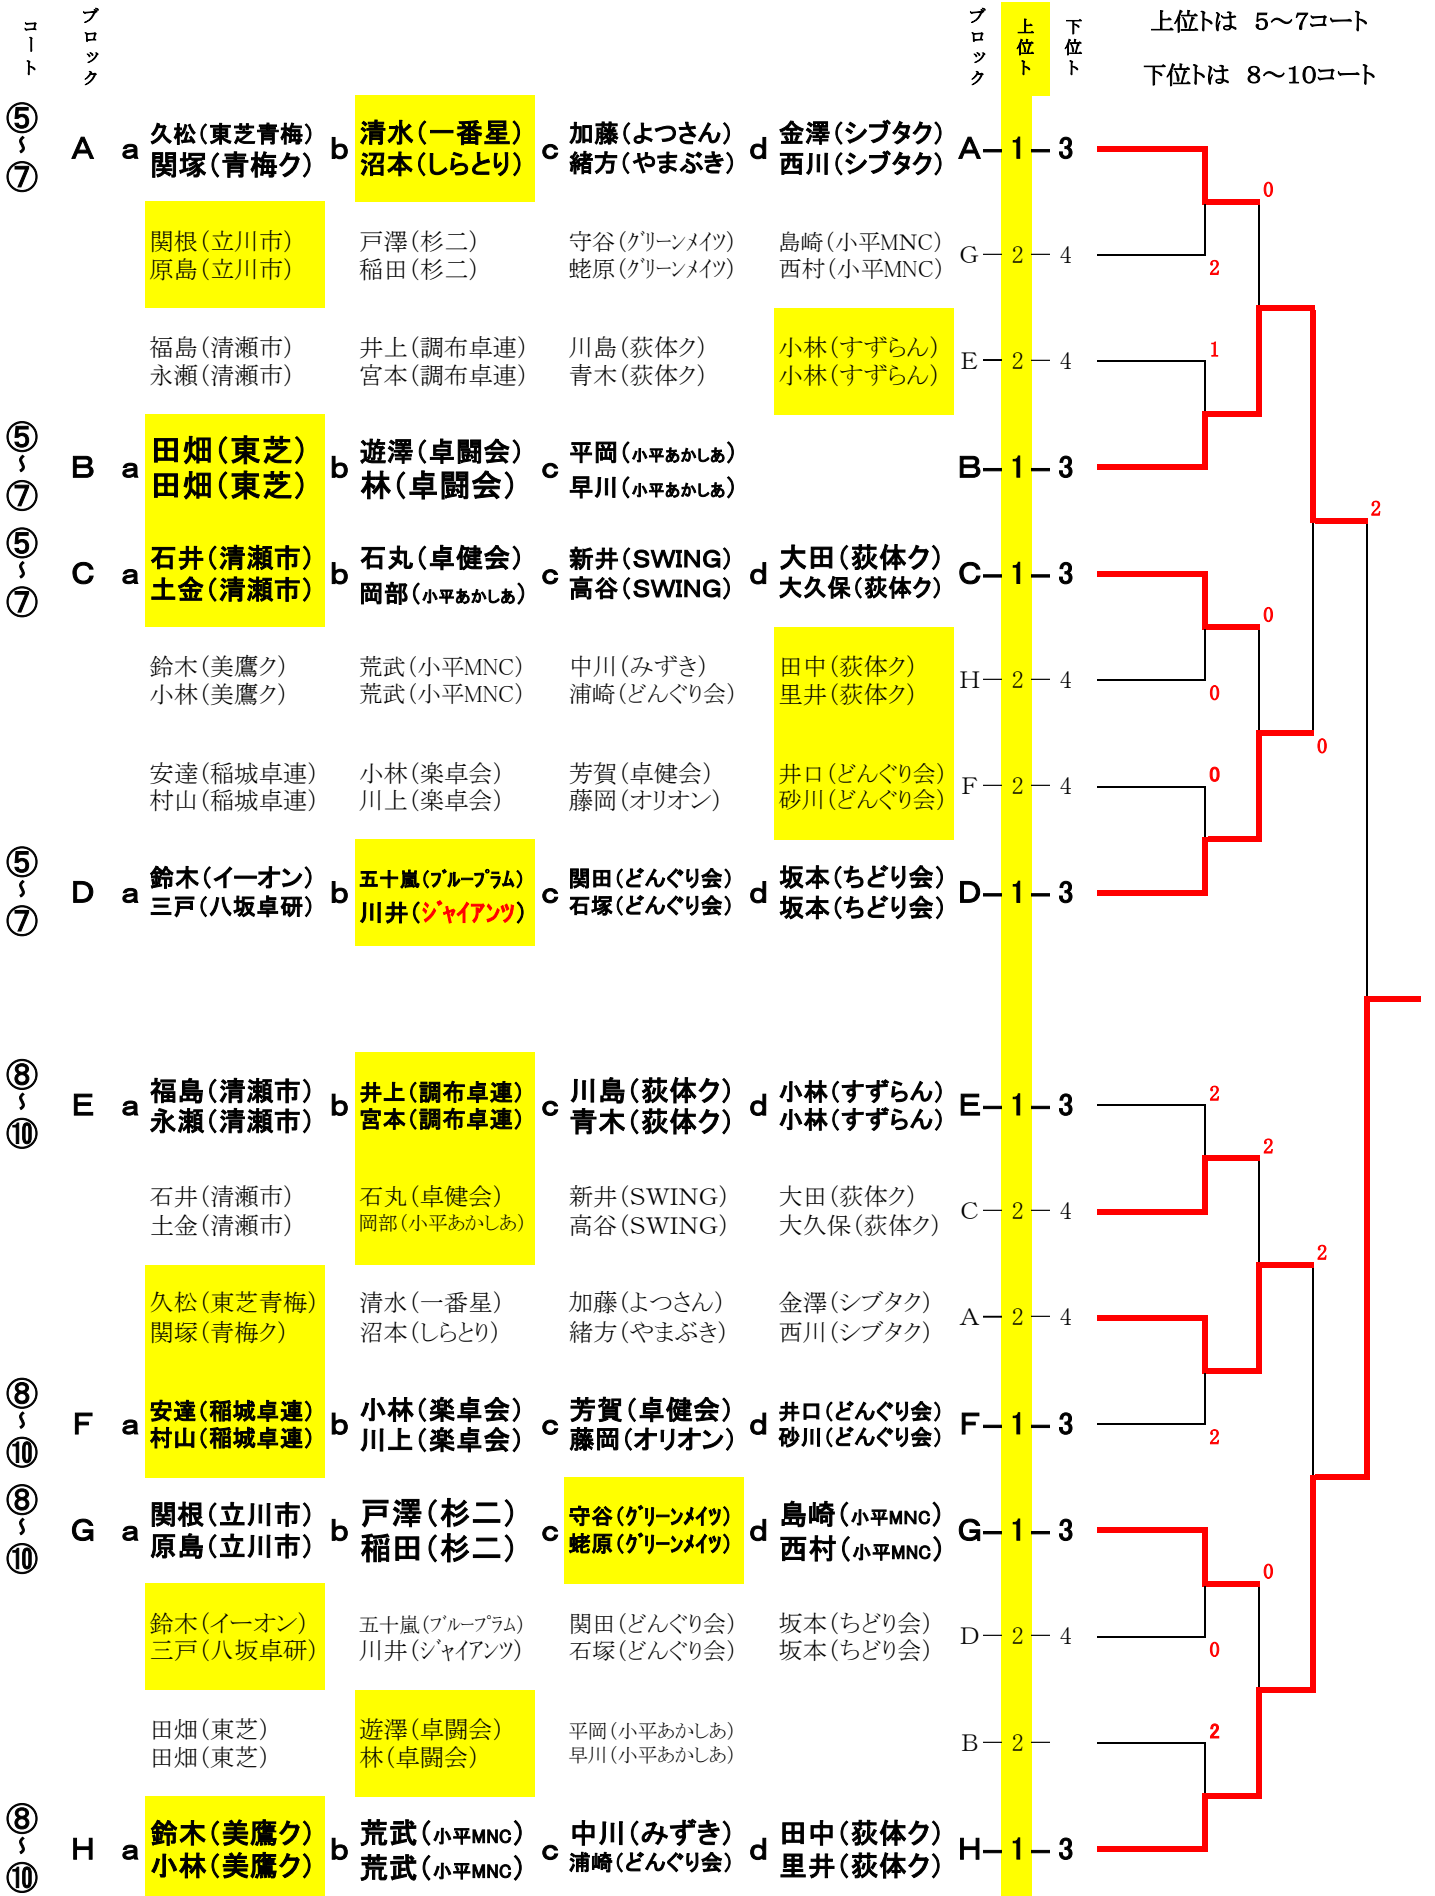 コート ブロック ブロック 上位ト 下位ト 上位トは 5～7コート
下位トは 8～10コート
⑤～⑦ A a 久松(東芝青梅) b 清水(一番星) c 加藤(よつさん) d 金澤(シブタク) A 1 3
関塚(青梅ク) 沼本(しらとり) 緒方(やまぶき) 西川(シブタク)
0
関根(立川市) 戸澤(杉二) 守谷(グリーンメイツ) 島崎(小平MNC) G 2 4
原島(立川市) 稲田(杉二) 蛯原(グリーンメイツ) 西村(小平MNC)
2
1
福島(清瀬市) 井上(調布卓連) 川島(荻体ク) 小林(すずらん) E 2 4
永瀬(清瀬市) 宮本(調布卓連) 青木(荻体ク) 小林(すずらん)
⑤～⑦ B a 田畑(東芝) b 遊澤(卓闘会) c 平岡(小平あかしあ) B 1 3
田畑(東芝) 林(卓闘会) 早川(小平あかしあ)
2
⑤～⑦ C a 石井(清瀬市) b 石丸(卓健会) c 新井(SWING) d 大田(荻体ク) C 1 3
土金(清瀬市) 岡部(小平あかしあ) 高谷(SWING) 大久保(荻体ク)
0
鈴木(美鷹ク) 荒武(小平MNC) 中川(みずき) 田中(荻体ク) H 2 4
小林(美鷹ク) 荒武(小平MNC) 浦崎(どんぐり会) 里井(荻体ク)
0
0
0
安達(稲城卓連) 小林(楽卓会) 芳賀(卓健会) 井口(どんぐり会) F 2 4
村山(稲城卓連) 川上(楽卓会) 藤岡(オリオン) 砂川(どんぐり会)
⑤～⑦ D a 鈴木(イーオン) b 五十嵐(ブループラム) c 関田(どんぐり会) d 坂本(ちどり会) D 1 3
三戸(八坂卓研) 川井(ジャイアンツ) 石塚(どんぐり会) 坂本(ちどり会)
⑧～⑩ E a 福島(清瀬市) b 井上(調布卓連) c 川島(荻体ク) d 小林(すずらん) E 1 3
永瀬(清瀬市) 宮本(調布卓連) 青木(荻体ク) 小林(すずらん)
2
2
石井(清瀬市) 石丸(卓健会) 新井(SWING) 大田(荻体ク) C 2 4
土金(清瀬市) 岡部(小平あかしあ) 高谷(SWING) 大久保(荻体ク)
2
久松(東芝青梅) 清水(一番星) 加藤(よつさん) 金澤(シブタク) A 2 4
関塚(青梅ク) 沼本(しらとり) 緒方(やまぶき) 西川(シブタク)
⑧～⑩ F a 安達(稲城卓連) b 小林(楽卓会) c 芳賀(卓健会) d 井口(どんぐり会) F 1 3
村山(稲城卓連) 川上(楽卓会) 藤岡(オリオン) 砂川(どんぐり会)
2
⑧～⑩ G a 関根(立川市) b 戸澤(杉二) c 守谷(グリーンメイツ) d 島崎(小平MNC) G 1 3
原島(立川市) 稲田(杉二) 蛯原(グリーンメイツ) 西村(小平MNC)
0
鈴木(イーオン) 五十嵐(ブループラム) 関田(どんぐり会) 坂本(ちどり会) D 2 4
三戸(八坂卓研) 川井(ジャイアンツ) 石塚(どんぐり会) 坂本(ちどり会)
0
2
田畑(東芝) 遊澤(卓闘会) 平岡(小平あかしあ) B 2
田畑(東芝) 林(卓闘会) 早川(小平あかしあ)
⑧～⑩ H a 鈴木(美鷹ク) b 荒武(小平MNC) c 中川(みずき) d 田中(荻体ク) H 1 3
小林(美鷹ク) 荒武(小平MNC) 浦崎(どんぐり会) 里井(荻体ク)